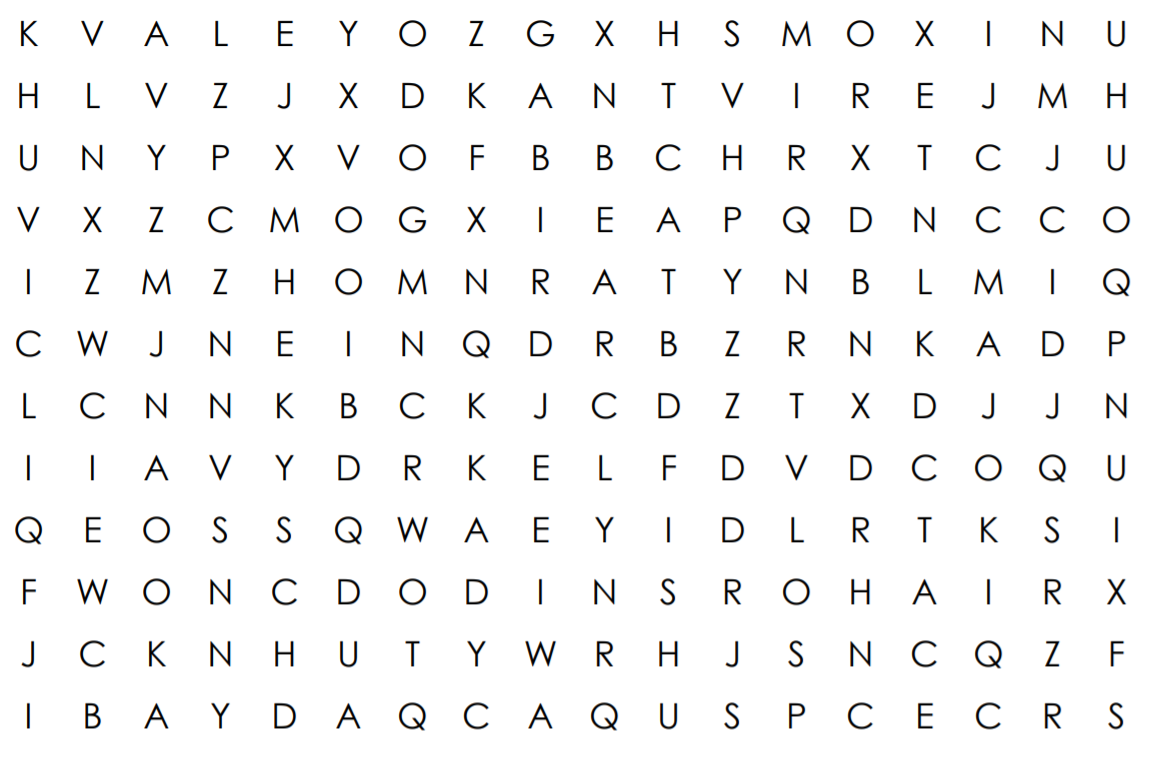 K V A L E Y O Z G X H S M O X I N U
H L V Z J X D K A N T V I R E J M H
U N Y P X V O F B B C H R X T C J U
V X Z C M O G X I E A P Q D N C C O
I Z M Z H O M N R A T Y N B L M I Q
C W J N E I N Q D R B Z R N K A D P
L C N N K B C K J C D Z T X D J J N
I I A V Y D R K E L F D V D C O Q U
Q E O S S Q W A E Y I D L R T K S I
F W O N C D O D I N S R O H A I R X
J C K N H U T Y W R H J S N C Q Z F
I B A Y D A Q C A Q U S P C E C R S